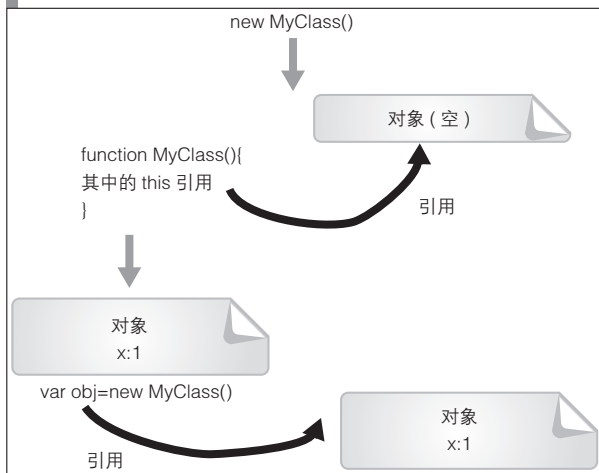 new MyClass()
对象 ( 空 )
function MyClass(){
其中的 this 引用
}
引用
对象
x:1
var obj=new MyClass()
引用
对象
x:1